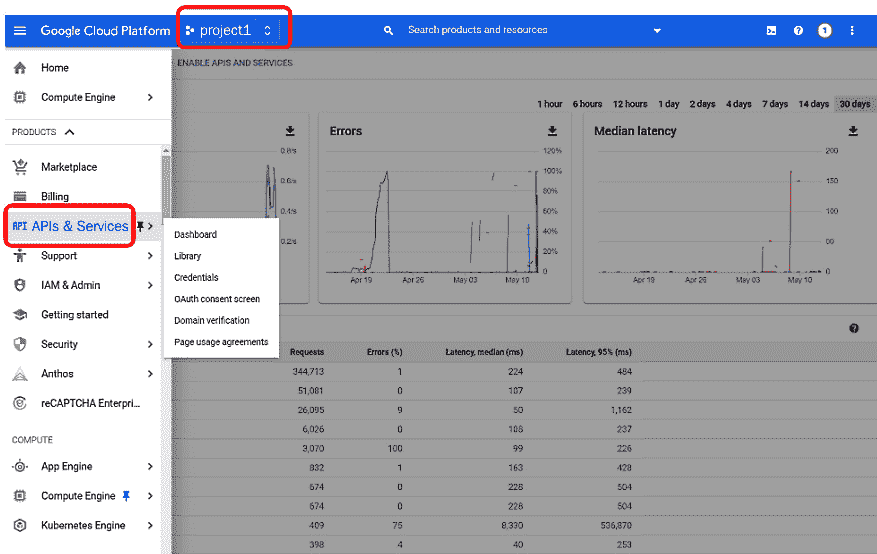 Google Cloud Platform project1 Search products and resources 1
Home
Compute Engine
PRODUCTS
Marketplace
Billing
API APIs & Services
Support
IAM & Admin
Getting started
Security
Anthos
reCAPTCHA Enterpri...
COMPUTE
App Engine
Compute Engine
Kubernetes Engine
Dashboard
Library
Credentials
OAuth consent screen
Domain verification
Page usage agreements
ENABLE APIS AND SERVICES
1 hour 6 hours 12 hours 1 day 2 days 4 days 7 days 14 days 30 days
0.8/s
0.6/s
0.4/s
0.2/s
Errors
120%
100%
80%
60%
40%
20%
0
Apr 19 Apr 26 May 03 May 10
Median latency
200
150
100
0
Apr 19 Apr 26 May 03 May 10
Requests Errors (%) Latency, median (ms) Latency, 95% (ms)
344,713 1 224 484
51,081 0 107 239
26,095 9 50 1,162
6,026 0 108 237
3,070 100 99 226
832 1 163 428
674 0 228 504
674 0 228 504
409 75 8,330 536,870
398 4 40 253